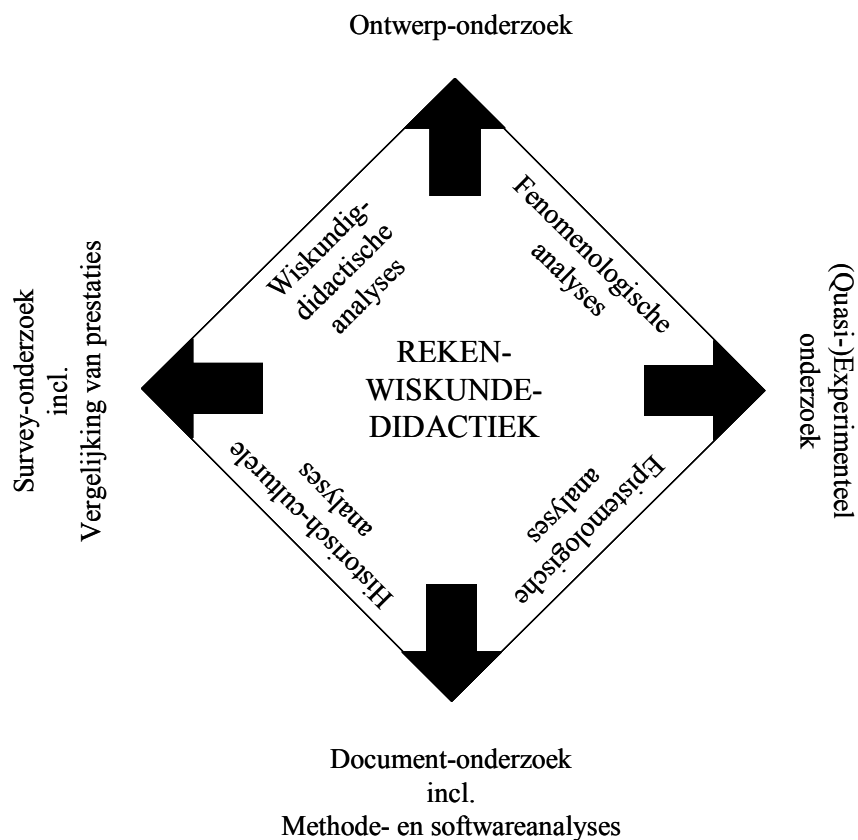 Ontwerp-onderzoek
Wiskundig-
didactische
analyses
Fenomenologische
analyses
Survey-onderzoek
incl.
Vergelijking van prestaties
REKEN-
WISKUNDE-
DIDACTIEK
(Quasi-)Experimenteel
onderzoek
Historisch-culturele
analyses
Epistemologische
analyses
Document-onderzoek
incl.
Methode- en softwareanalyses